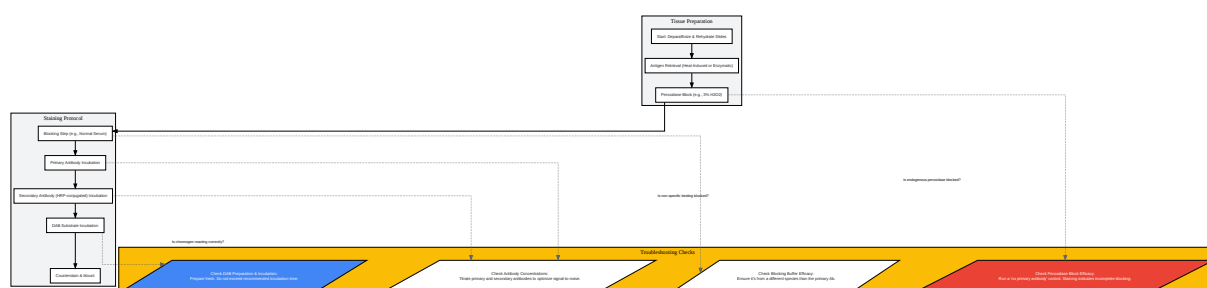 Tissue Preparation
Start: Deparaffinize & Rehydrate Slides
Antigen Retrieval (Heat-Induced or Enzymatic)
Peroxidase Block (e.g., 3% H2O2)
Staining Protocol
Blocking Step (e.g., Normal Serum)
Primary Antibody Incubation
Secondary Antibody (HRP-conjugated) Incubation
DAB Substrate Incubation
Counterstain & Mount
Is non-specific binding blocked?
Is endogenous peroxidase blocked?
Is chromogen reacting correctly?
Troubleshooting Checks
Check DAB Preparation & Incubation:
Prepare fresh. Do not exceed recommended incubation time.
Check Antibody Concentrations:
Titrate primary and secondary antibodies to optimize signal-to-noise.
Check Blocking Buffer Efficacy:
Ensure it's from a different species than the primary Ab.
Check Peroxidase Block Efficacy:
Run a 'no primary antibody' control. Staining indicates incomplete blocking.